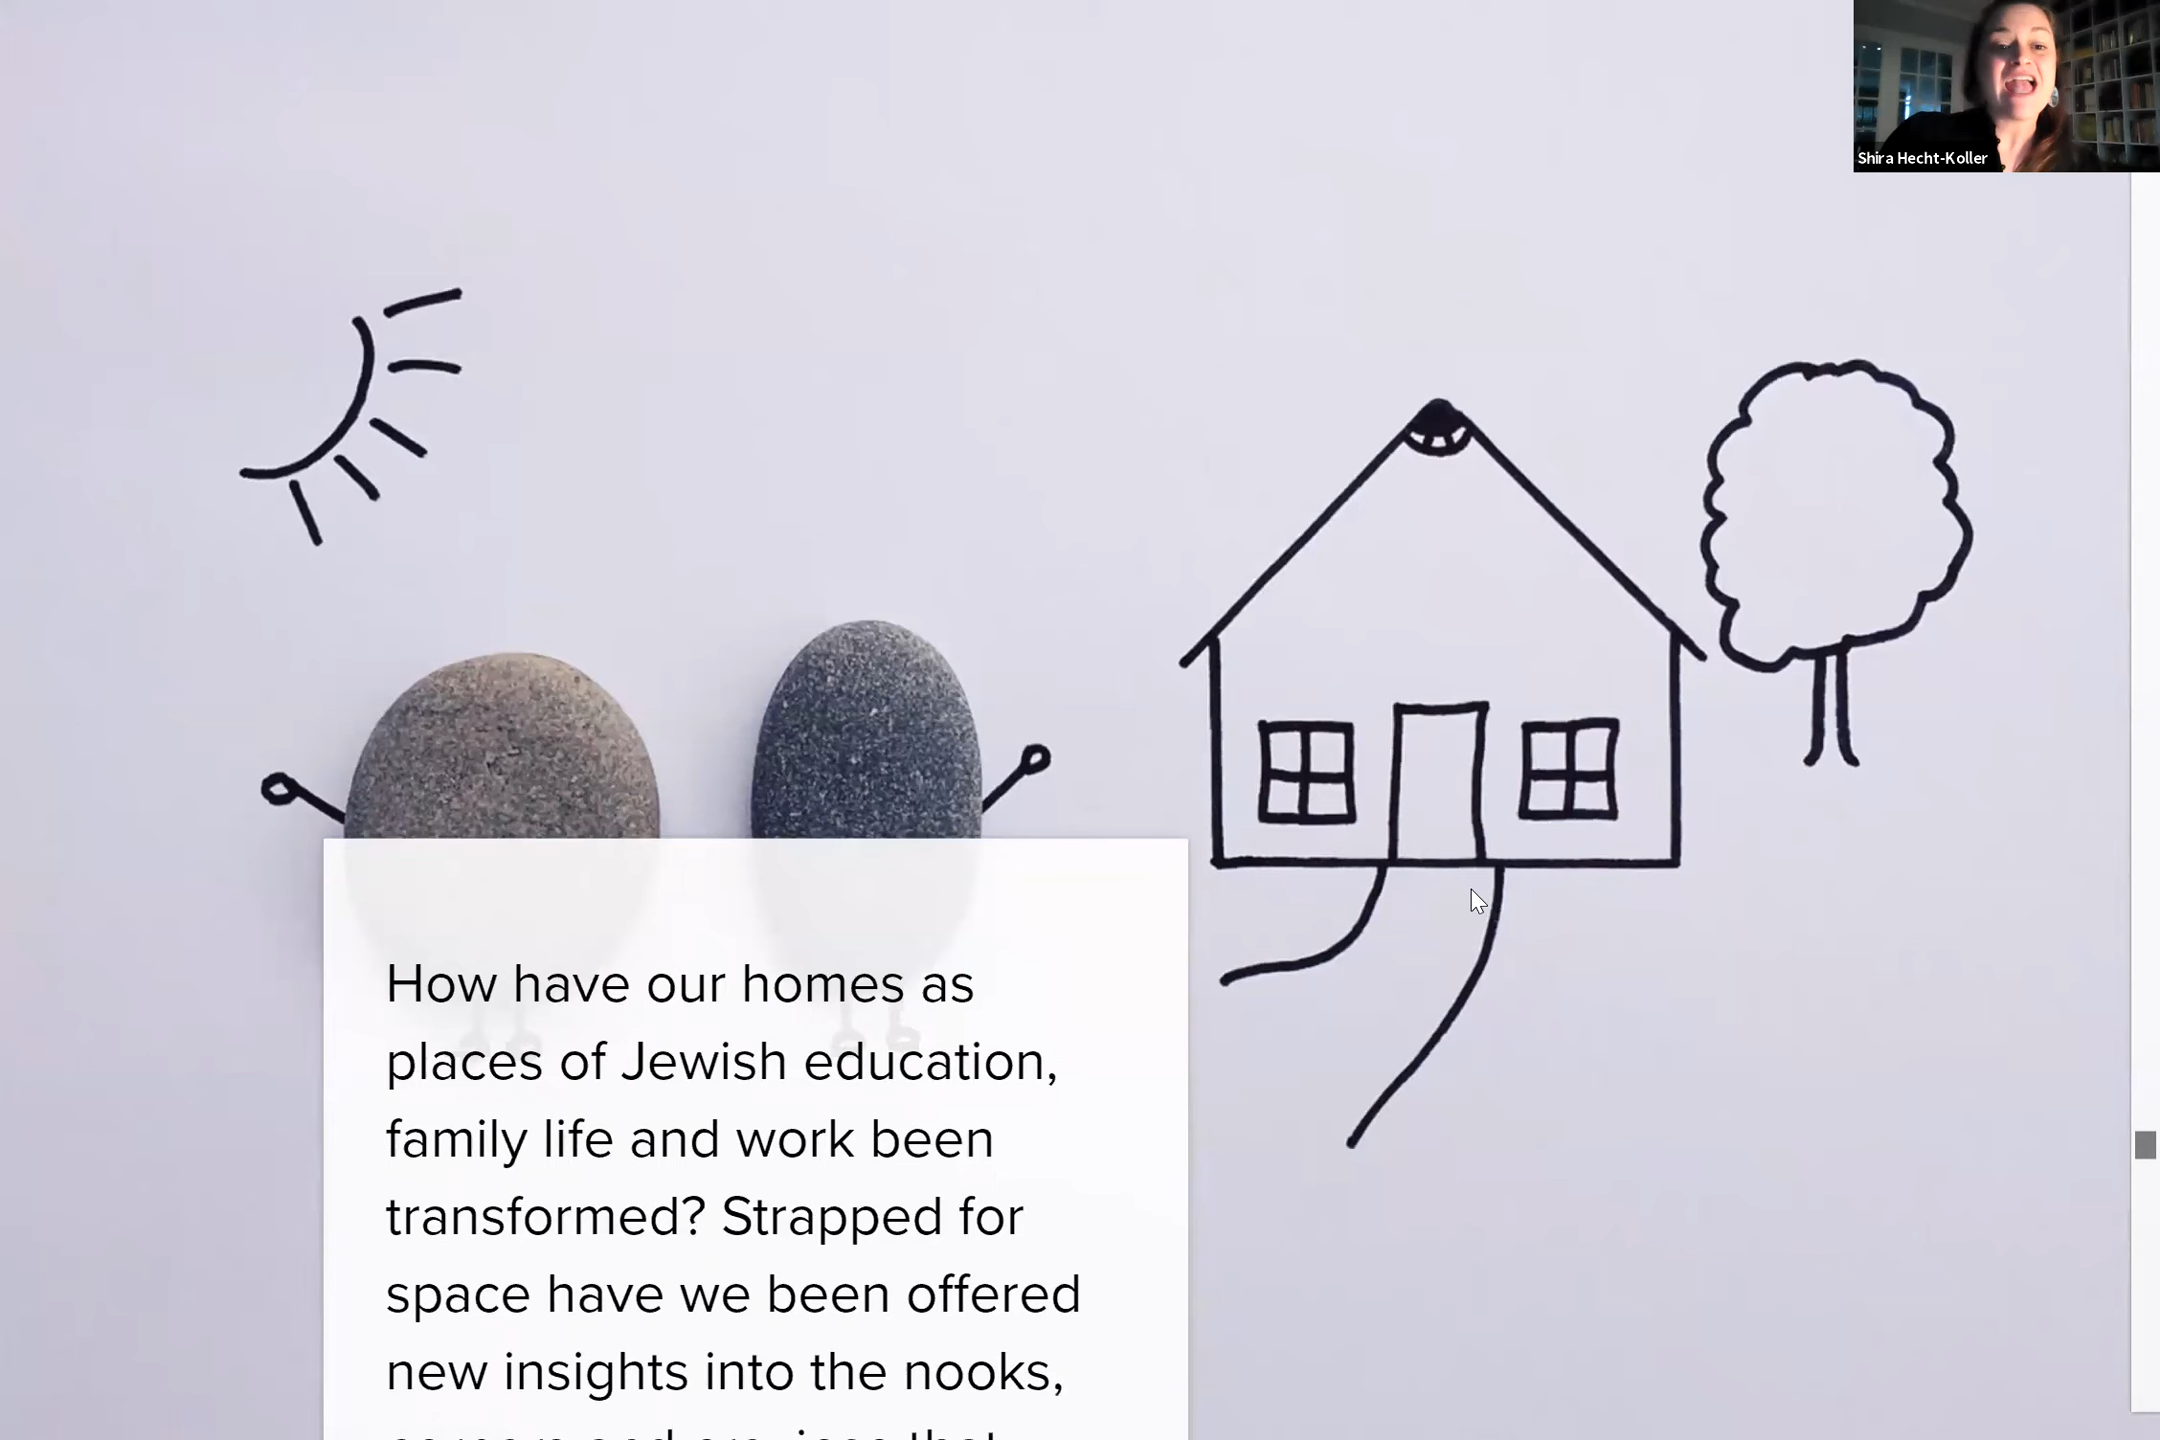 Shira Hecht-Koller
How have our homes as
places of Jewish education,
family life and work been
transformed? Strapped for
space have we been offered
new insights into the nooks,